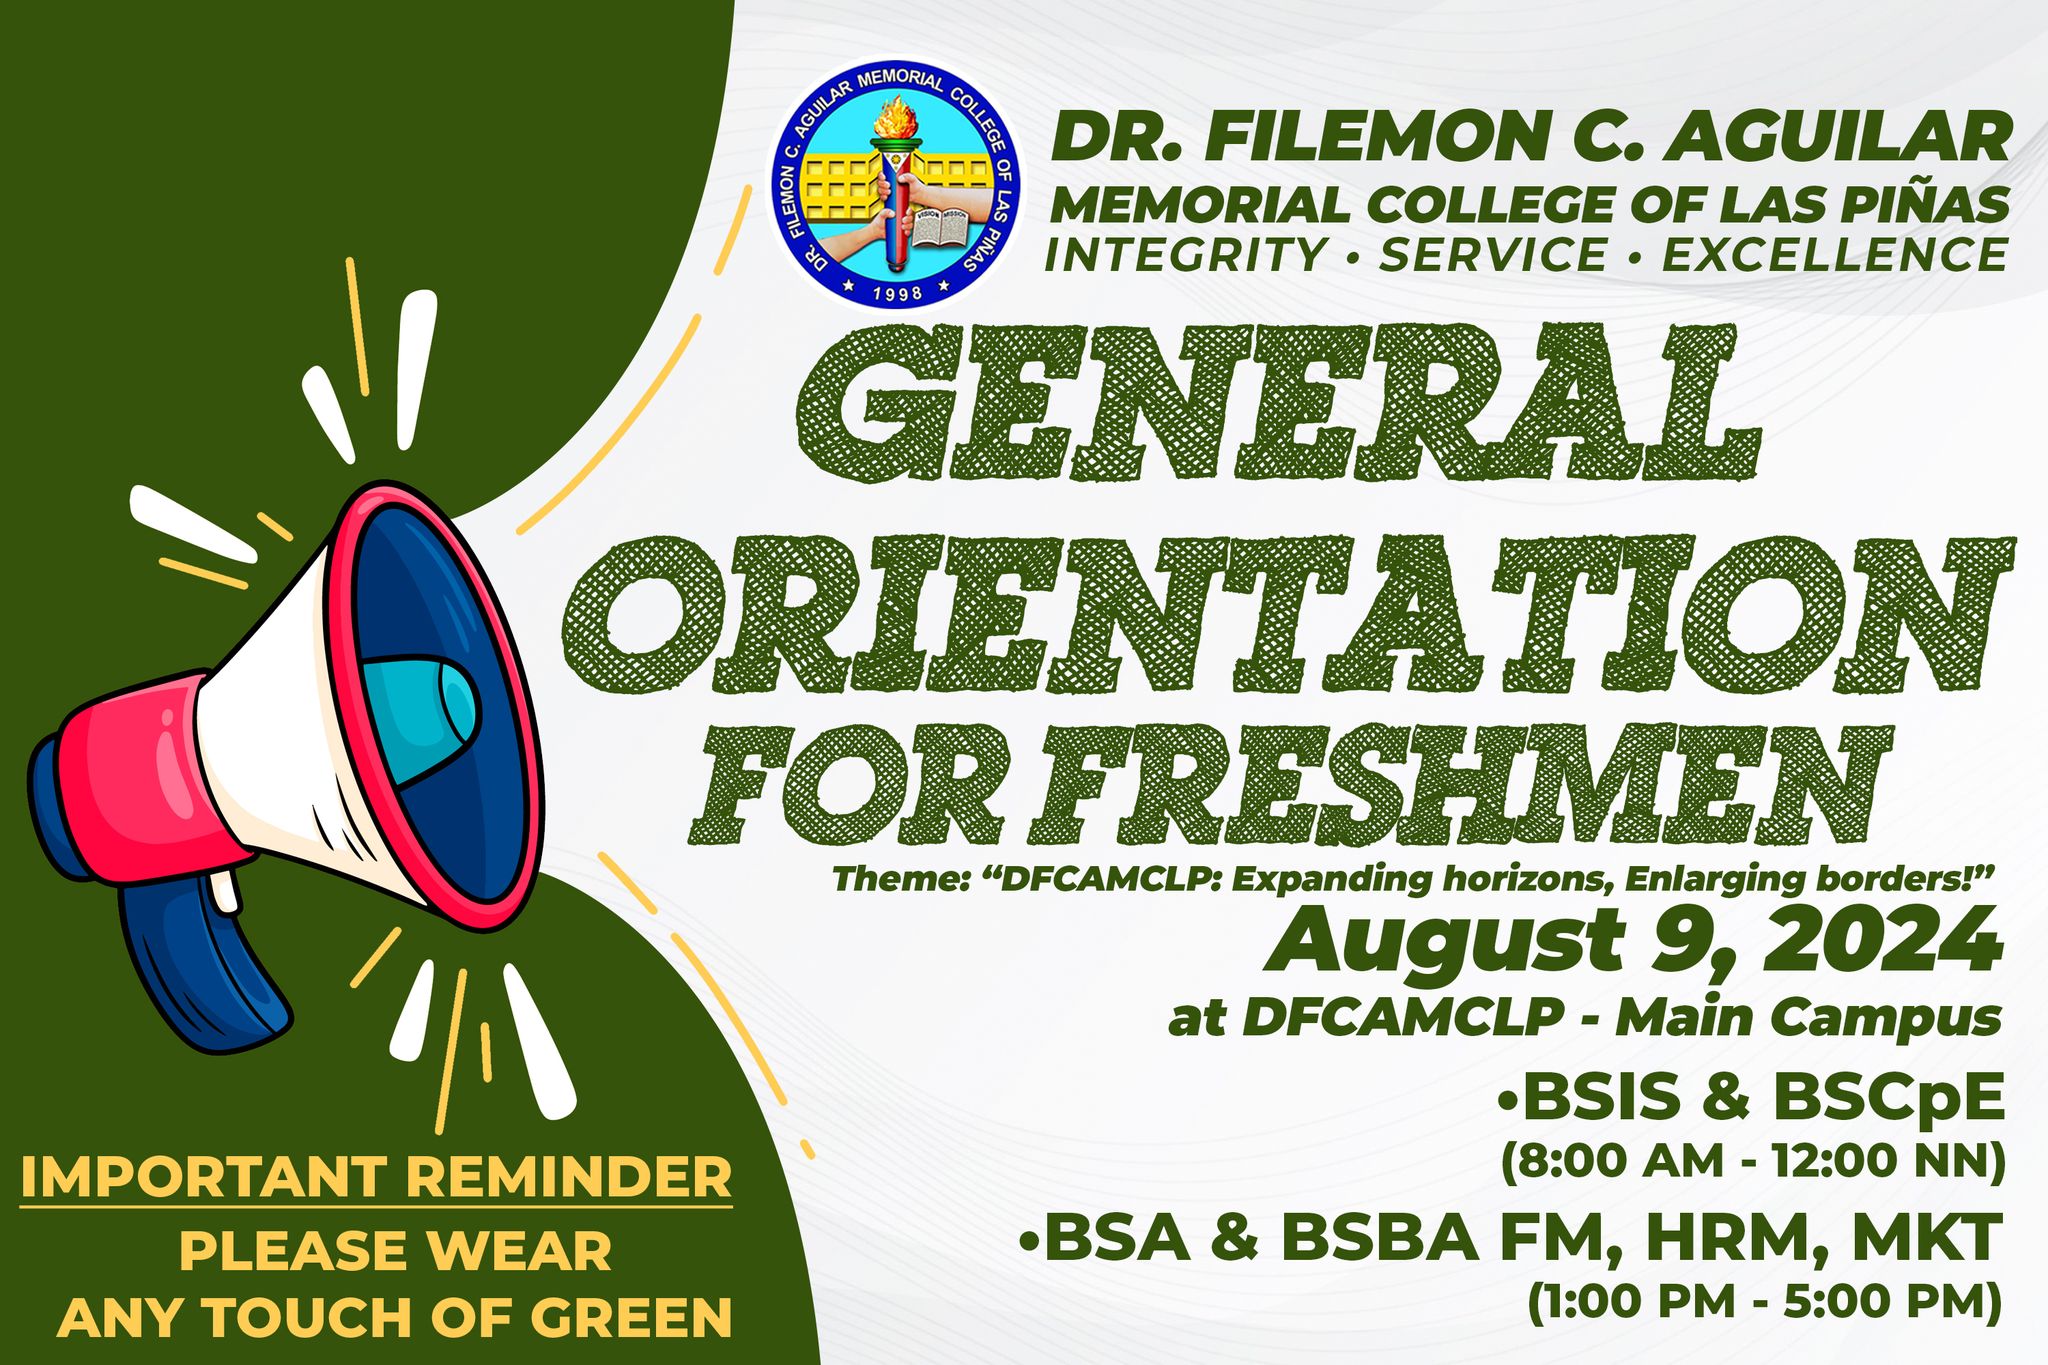 DR. FILEMON C. AGUILAR MEMORIAL COLLEGE OF LAS PIÑAS
VISION MISSION
★ 1998 ★
DR. FILEMON C. AGUILAR
MEMORIAL COLLEGE OF LAS PIÑAS
INTEGRITY • SERVICE • EXCELLENCE
GENERAL
ORIENTATION
FOR FRESHMEN
Theme: “DFCAMCLP: Expanding horizons, Enlarging borders!”
August 9, 2024
at DFCAMCLP - Main Campus
•BSIS & BSCpE
(8:00 AM - 12:00 NN)
•BSA & BSBA FM, HRM, MKT
(1:00 PM - 5:00 PM)
IMPORTANT REMINDER
PLEASE WEAR
ANY TOUCH OF GREEN